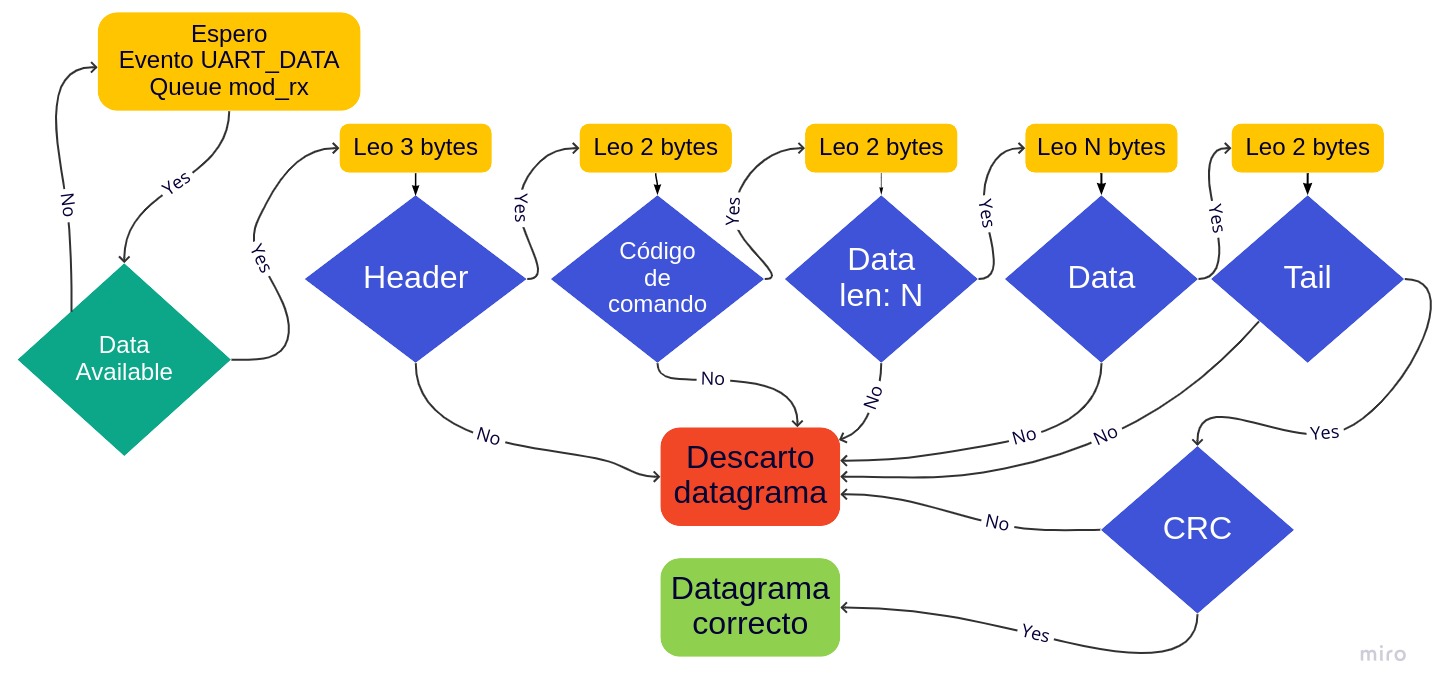 Espero
Evento UART_DATA
Queue mod_rx
Leo 3 bytes
Leo 2 bytes
Leo 2 bytes
Leo N bytes
Leo 2 bytes
No
Yes
Yes
Yes
Yes
Yes
Yes
Header
Código
de
comando
Data
len: N
Data
Tail
Data
Available
No
No
No
No
No
Yes
Descarto
datagrama
No
CRC
Datagrama
correcto
Yes
miro